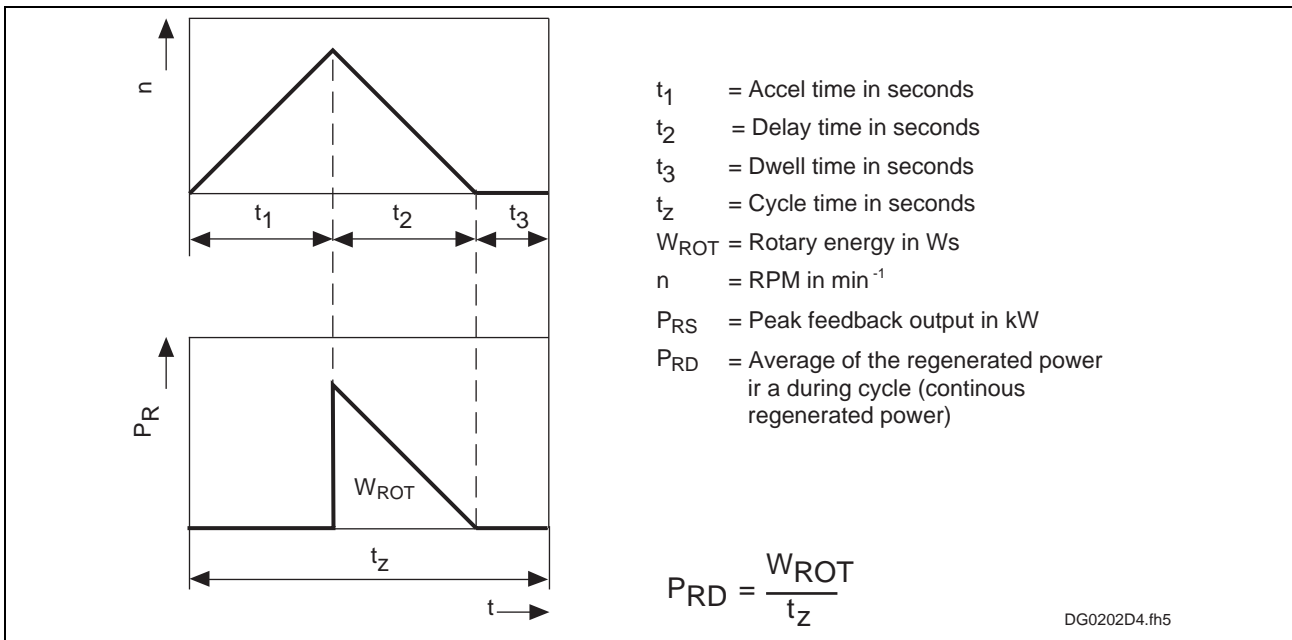 n
t1
t2
t3
PR
WROT
tz
t
t1 = Accel time in seconds
t2 = Delay time in seconds
t3 = Dwell time in seconds
tz = Cycle time in seconds
WROT = Rotary energy in Ws
n = RPM in min -1
PRS = Peak feedback output in kW
PRD = Average of the regenerated power
ir a during cycle (continous
regenerated power)
PRD = WROT / tz
DG0202D4.fh5